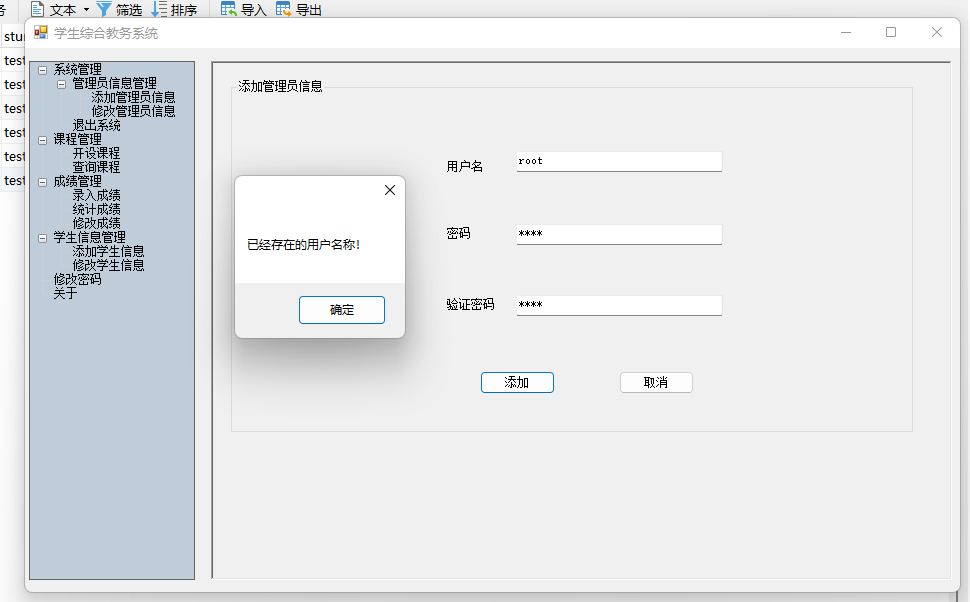 务
文本
筛选
排序
导入
导出
stu
test
test
test
test
test
test
学生综合教务系统
系统管理
管理员信息管理
添加管理员信息
修改管理员信息
退出系统
课程管理
开设课程
查询课程
成绩管理
录入成绩
统计成绩
修改成绩
学生信息管理
添加学生信息
修改学生信息
修改密码
关于
添加管理员信息
用户名
root
密码
****
验证密码
****
添加
取消
已经存在的用户名称!
确定